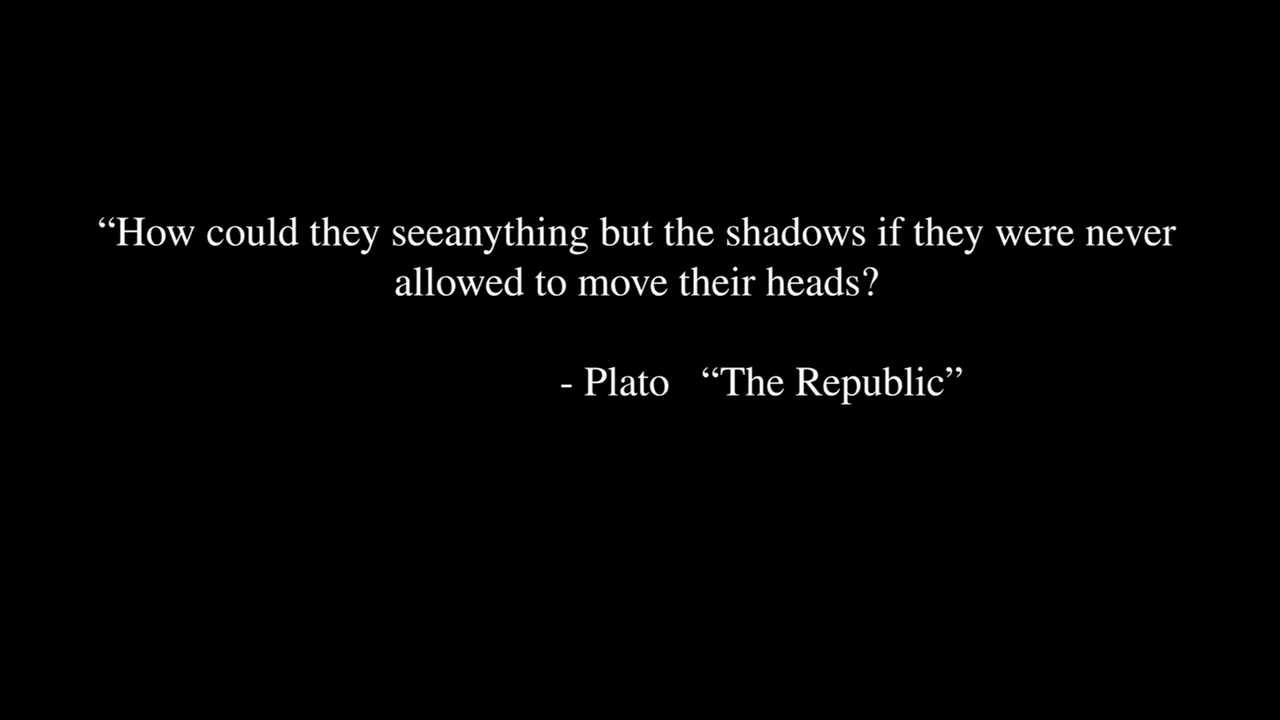 “How could they seeanything but the shadows if they were never
allowed to move their heads?
- Plato “The Republic”